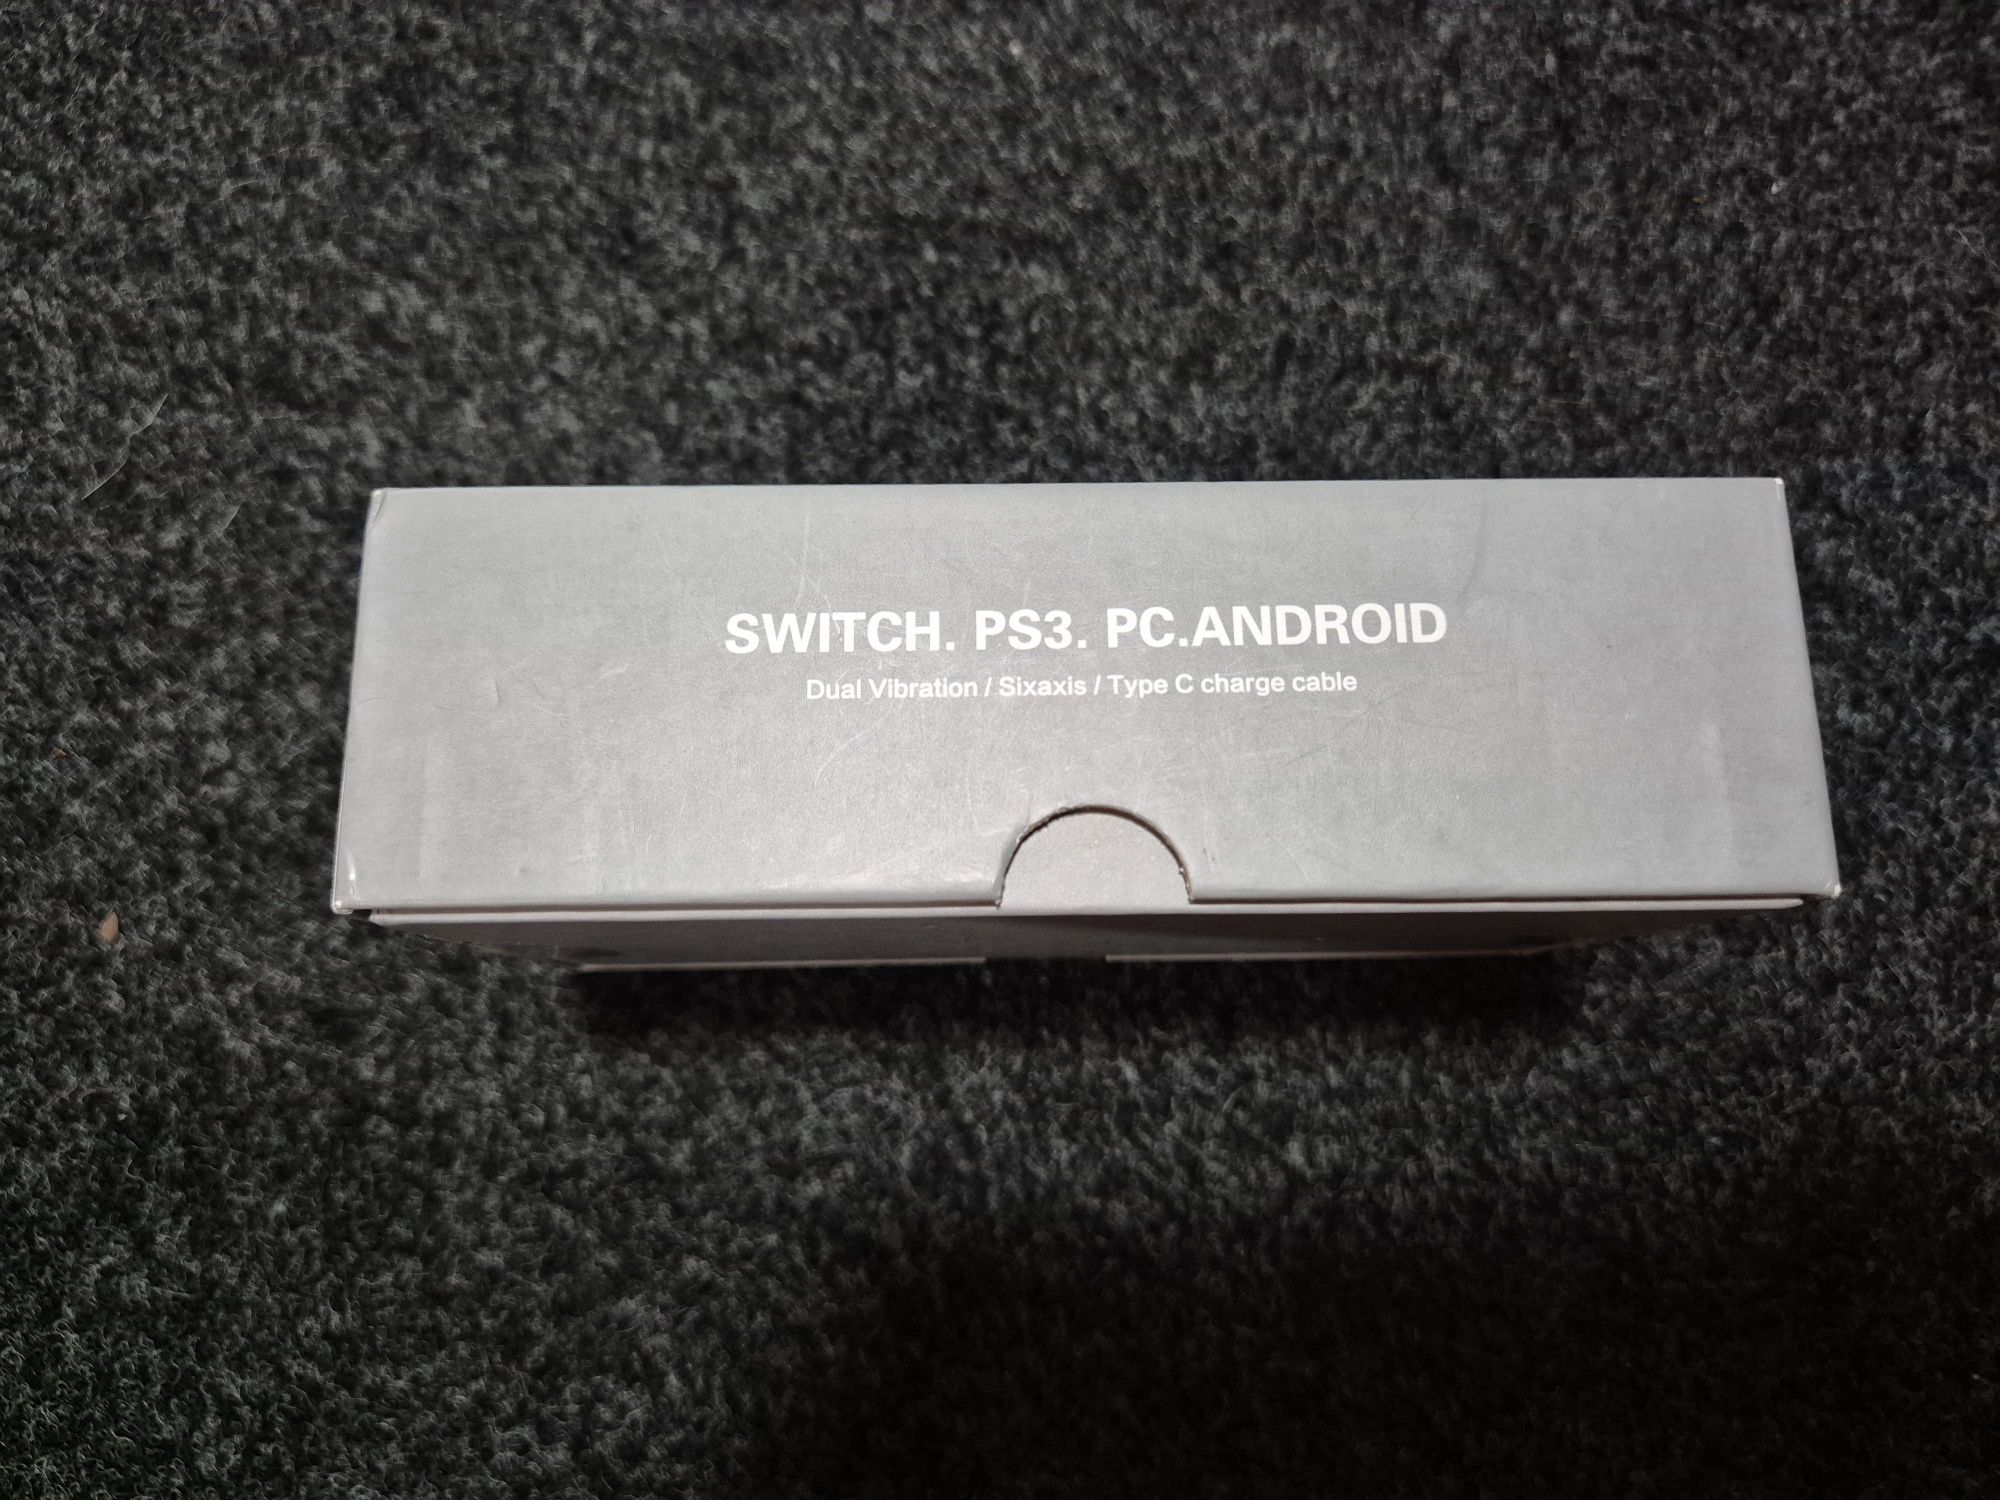 SWITCH. PS3. PC.ANDROID
Dual Vibration / Sixaxis / Type C charge cable